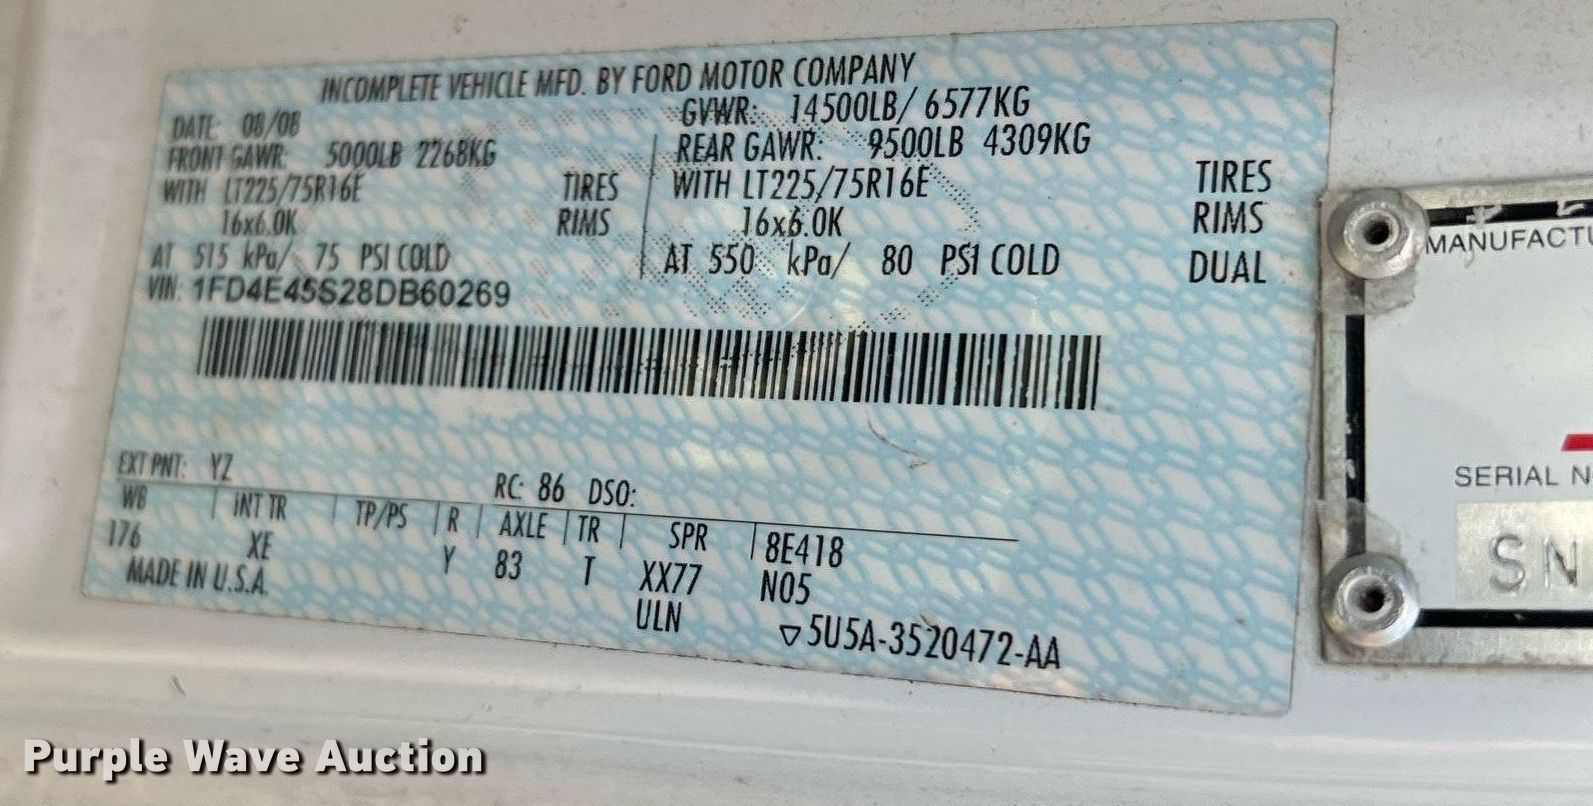 INCOMPLETE VEHICLE MFD. BY FORD MOTOR COMPANY
DATE: 08/08 GVWR: 14500LB/ 6577KG
FRONT GAWR: 5000LB 2268KG REAR GAWR: 9500LB 4309KG
WITH LT225/75R16E TIRES WITH LT225/75R16E TIRES
16x6.0K RIMS 16x6.0K RIMS
AT 515 kPa/ 75 PSI COLD AT 550 kPa/ 80 PSI COLD DUAL
VIN: 1FD4E45S28DB60269
EXT PNT: YZ RC: 86 DSO:
WB INT TR TP/PS R AXLE TR SPR 8E418
176 XE Y 83 T XX77 N05
MADE IN U.S.A. ULN 5U5A-3520472-AA
SERIAL
SN
Purple Wave Auction